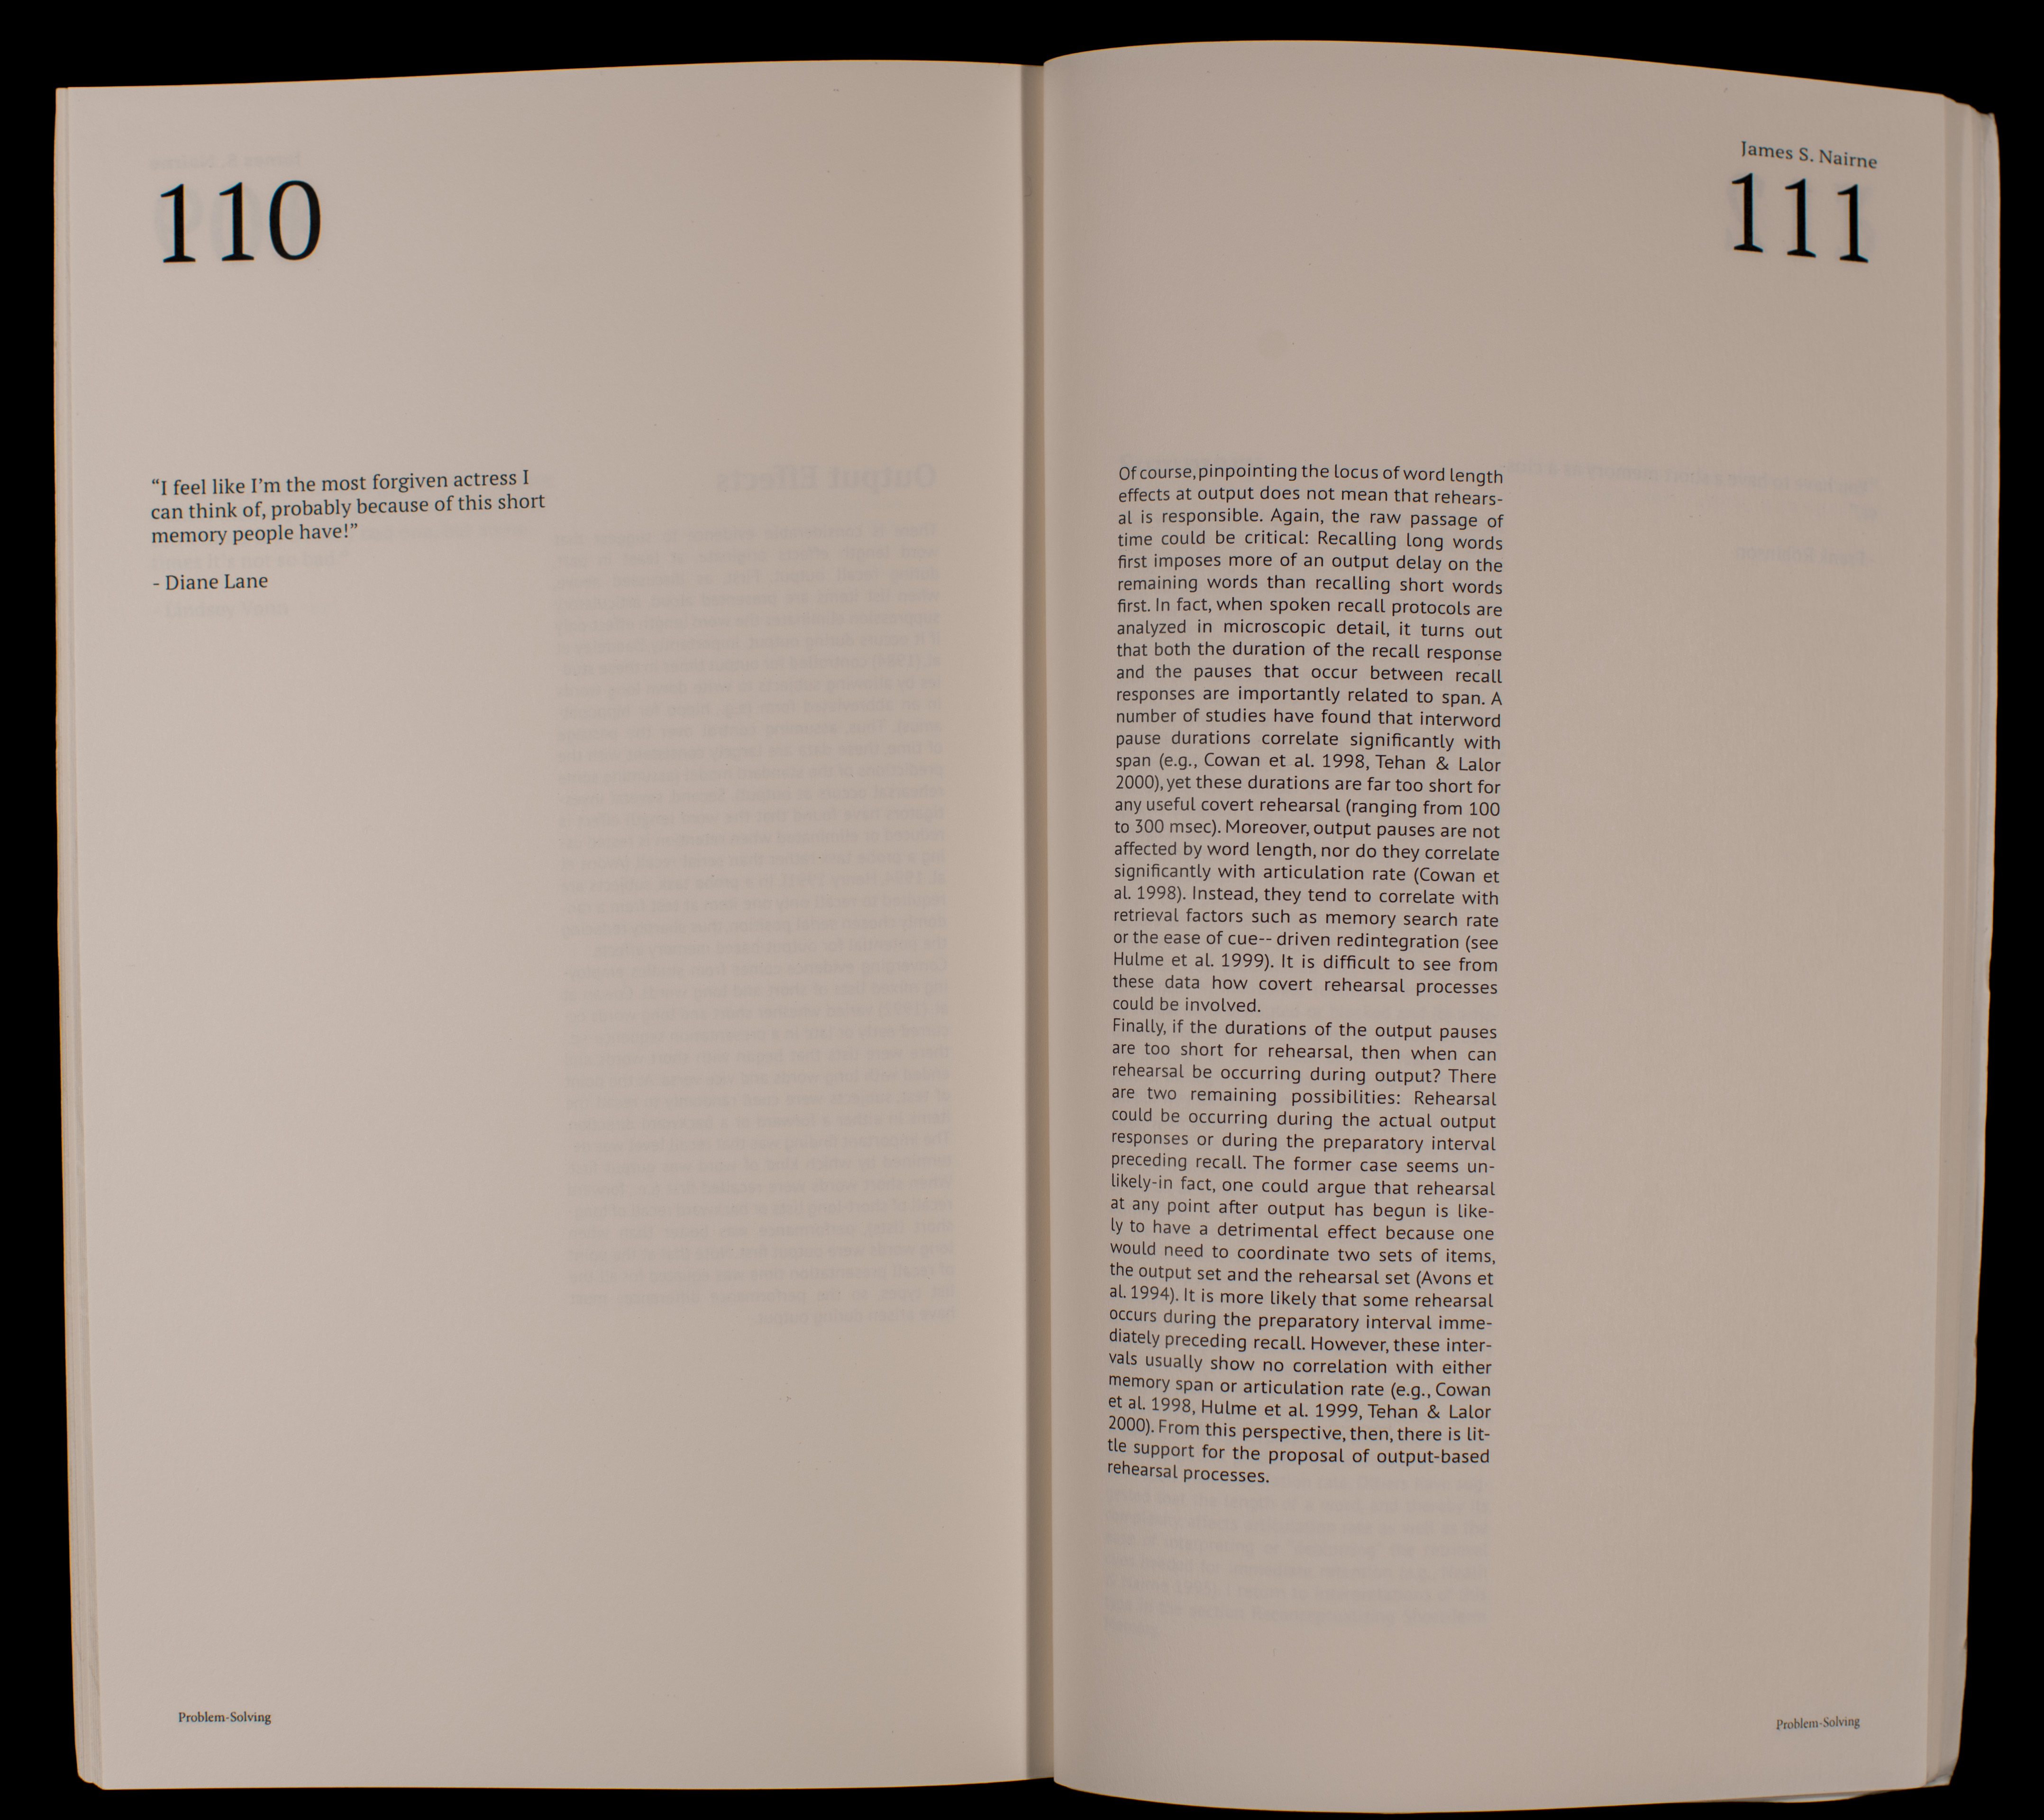 110
“I feel like I’m the most forgiven actress I
can think of, probably because of this short
memory people have!”
- Diane Lane
Problem-Solving
James S. Nairne
111
Of course, pinpointing the locus of word length
effects at output does not mean that rehears-
al is responsible. Again, the raw passage of
time could be critical: Recalling long words
first imposes more of an output delay on the
remaining words than recalling short words
first. In fact, when spoken recall protocols are
analyzed in microscopic detail, it turns out
that both the duration of the recall response
and the pauses that occur between recall
responses are importantly related to span. A
number of studies have found that interword
pause durations correlate significantly with
span (e.g., Cowan et al. 1998, Tehan & Lalor
2000), yet these durations are far too short for
any useful covert rehearsal (ranging from 100
to 300 msec). Moreover, output pauses are not
affected by word length, nor do they correlate
significantly with articulation rate (Cowan et
al. 1998). Instead, they tend to correlate with
retrieval factors such as memory search rate
or the ease of cue-- driven redintegration (see
Hulme et al. 1999). It is difficult to see from
these data how covert rehearsal processes
could be involved.
Finally, if the durations of the output pauses
are too short for rehearsal, then when can
rehearsal be occurring during output? There
are two remaining possibilities: Rehearsal
could be occurring during the actual output
responses or during the preparatory interval
preceding recall. The former case seems un-
likely-in fact, one could argue that rehearsal
at any point after output has begun is like-
ly to have a detrimental effect because one
would need to coordinate two sets of items,
the output set and the rehearsal set (Avons et
al. 1994). It is more likely that some rehearsal
occurs during the preparatory interval imme-
diately preceding recall. However, these inter-
vals usually show no correlation with either
memory span or articulation rate (e.g., Cowan
et al. 1998, Hulme et al. 1999, Tehan & Lalor
2000). From this perspective, then, there is lit-
tle support for the proposal of output-based
rehearsal processes.
Problem-Solving